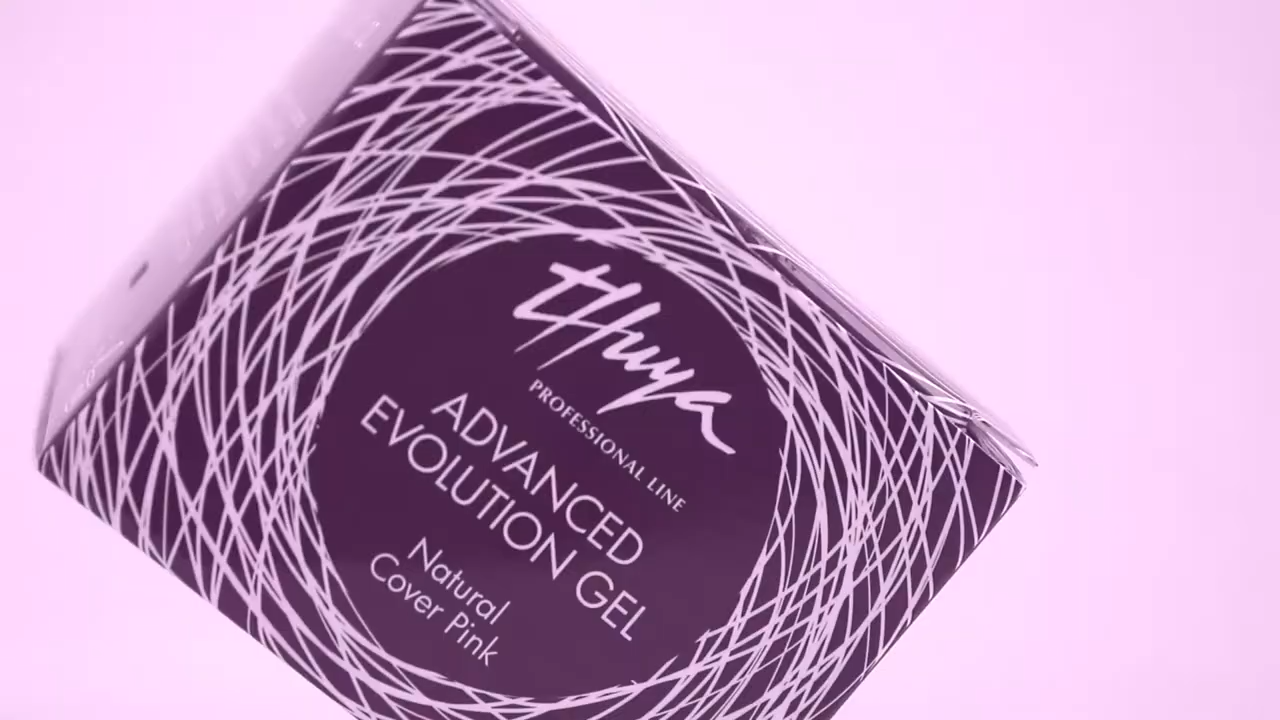 thuya
PROFESSIONAL LINE
ADVANCED
EVOLUTION GEL
Natural
Cover Pink